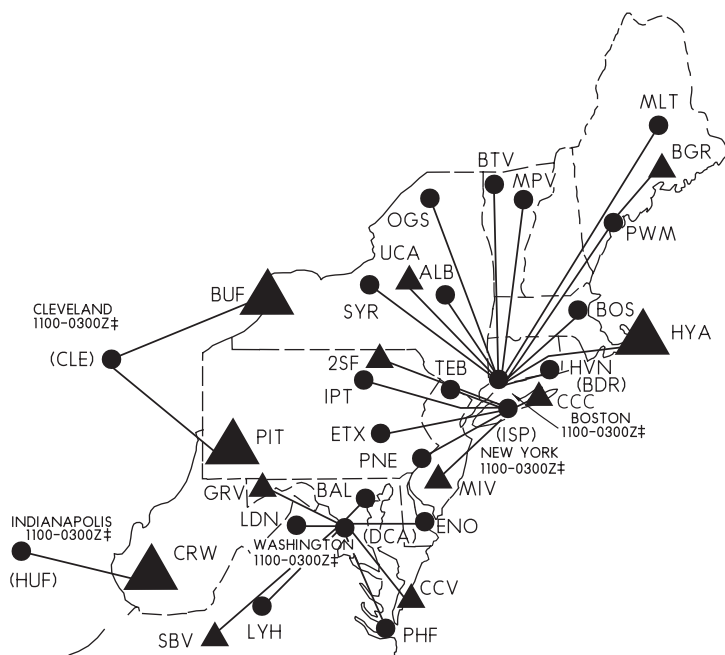 MLT
BGR
BTV
MPV
OGS
PWM
UCA
ALB
BUF
SYR
BOS
HYA
CLEVELAND
1100-0300Z‡
(CLE)
2SF
TEB
HVN
(BDR)
IPT
CCC
BOSTON
1100-0300Z‡
ETX
(ISP)
NEW YORK
1100-0300Z‡
PIT
PNE
MIV
GRV
BAL
LDN
(DCA)
ENO
WASHINGTON
1100-0300Z‡
INDIANAPOLIS
1100-0300Z‡
(HUF)
CRW
CCV
SBV
LYH
PHF